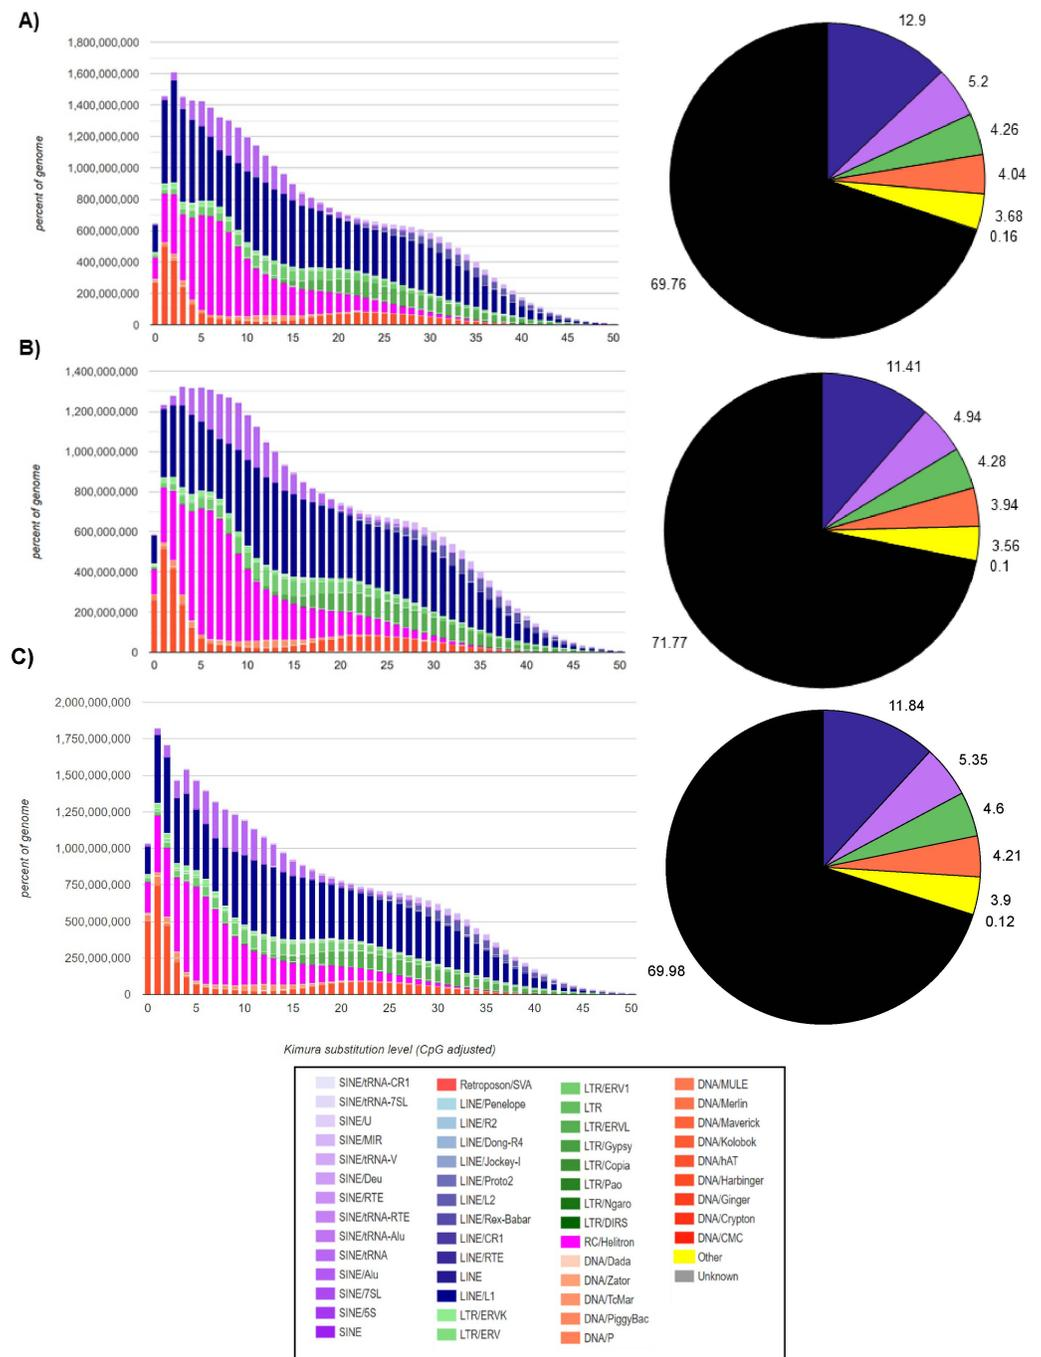 A)
percent of genome
1,800,000,000
1,600,000,000
1,400,000,000
1,200,000,000
1,000,000,000
800,000,000
600,000,000
400,000,000
200,000,000
0
0 5 10 15 20 25 30 35 40 45 50
12.9
5.2
4.26
4.04
3.68
0.16
69.76
B)
percent of genome
1,400,000,000
1,200,000,000
1,000,000,000
800,000,000
600,000,000
400,000,000
200,000,000
0
0 5 10 15 20 25 30 35 40 45 50
11.41
4.94
4.28
3.94
3.56
0.1
71.77
C)
percent of genome
2,000,000,000
1,750,000,000
1,500,000,000
1,250,000,000
1,000,000,000
750,000,000
500,000,000
250,000,000
0
0 5 10 15 20 25 30 35 40 45 50
11.84
5.35
4.6
4.21
3.9
0.12
69.98
Kimura substitution level (CpG adjusted)
SINE/tRNA-CR1
SINE/tRNA-7SL
SINE/U
SINE/MIR
SINE/tRNA-V
SINE/Deu
SINE/RTE
SINE/tRNA-RTE
SINE/tRNA-Alu
SINE/tRNA
SINE/Alu
SINE/7SL
SINE/5S
SINE
Retroposon/SVA
LINE/Penelope
LINE/R2
LINE/Dong-R4
LINE/Jockey-I
LINE/Proto2
LINE/L2
LINE/Rex-Babar
LINE/CR1
LINE/RTE
LINE
LINE/L1
LTR/ERVK
LTR/ERV
LTR/ERV1
LTR
LTR/ERVL
LTR/Gypsy
LTR/Copia
LTR/Pao
LTR/Ngaro
LTR/DIRS
RC/Helitron
DNA/Dada
DNA/Zator
DNA/TcMar
DNA/PiggyBac
DNA/P
DNA/MULE
DNA/Merlin
DNA/Maverick
DNA/Kolobok
DNA/hAT
DNA/Harbinger
DNA/Ginger
DNA/Crypton
DNA/CMC
Other
Unknown